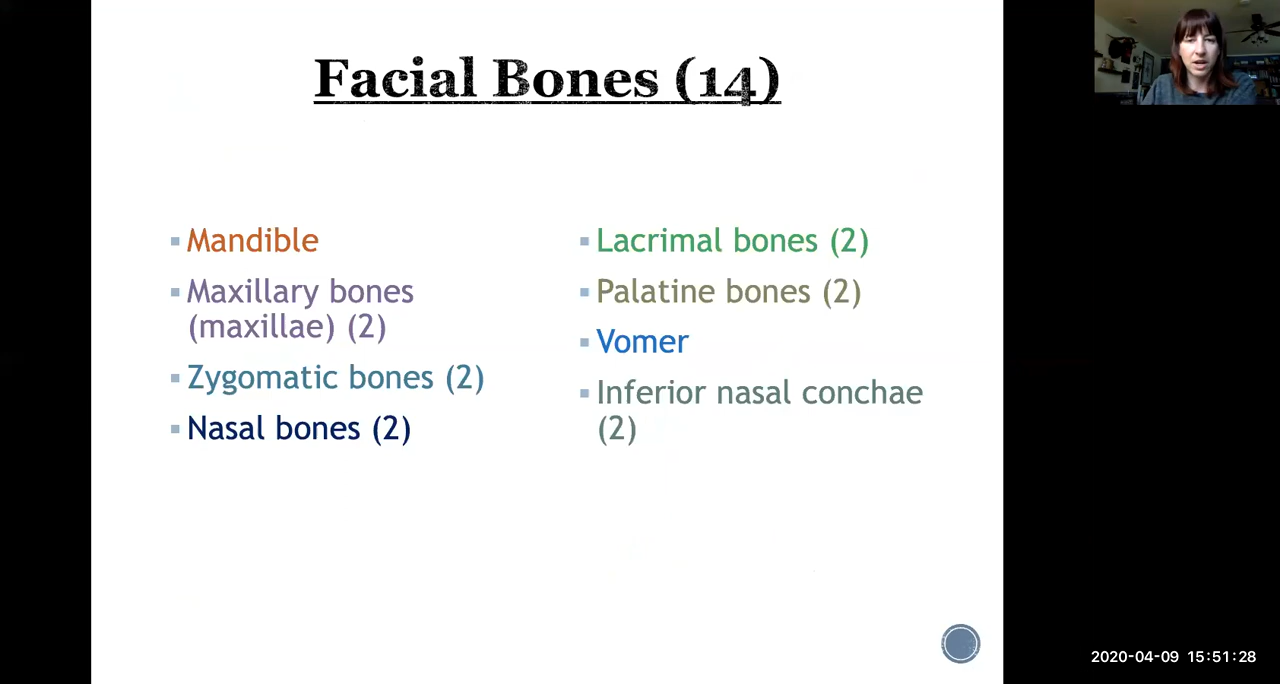 Facial Bones (14)
Mandible
Maxillary bones
(maxillae) (2)
Zygomatic bones (2)
Nasal bones (2)
Lacrimal bones (2)
Palatine bones (2)
Vomer
Inferior nasal conchae
(2)
2020-04-09 15:51:28